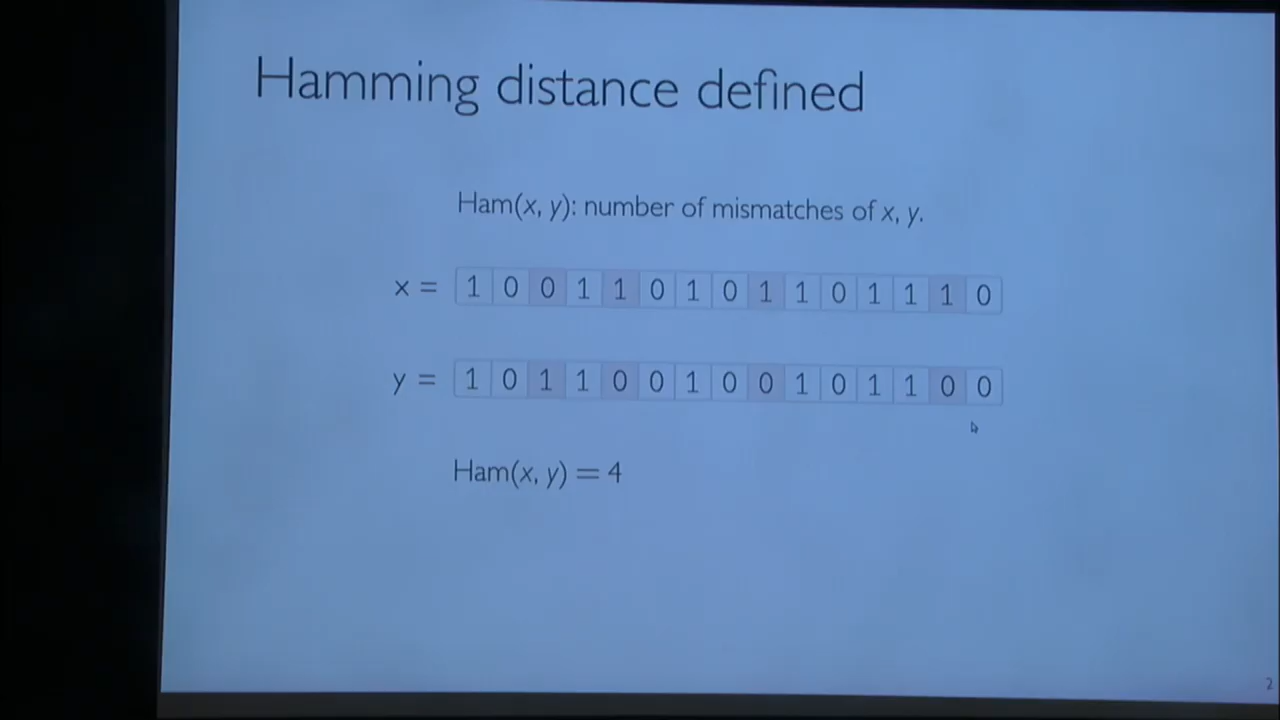 Hamming distance defined
Ham(x, y): number of mismatches of x, y.
x = 1 0 0 1 1 0 1 0 1 1 0 1 1 1 0
y = 1 0 1 1 0 0 1 0 0 1 0 1 1 0 0
Ham(x, y) = 4
2